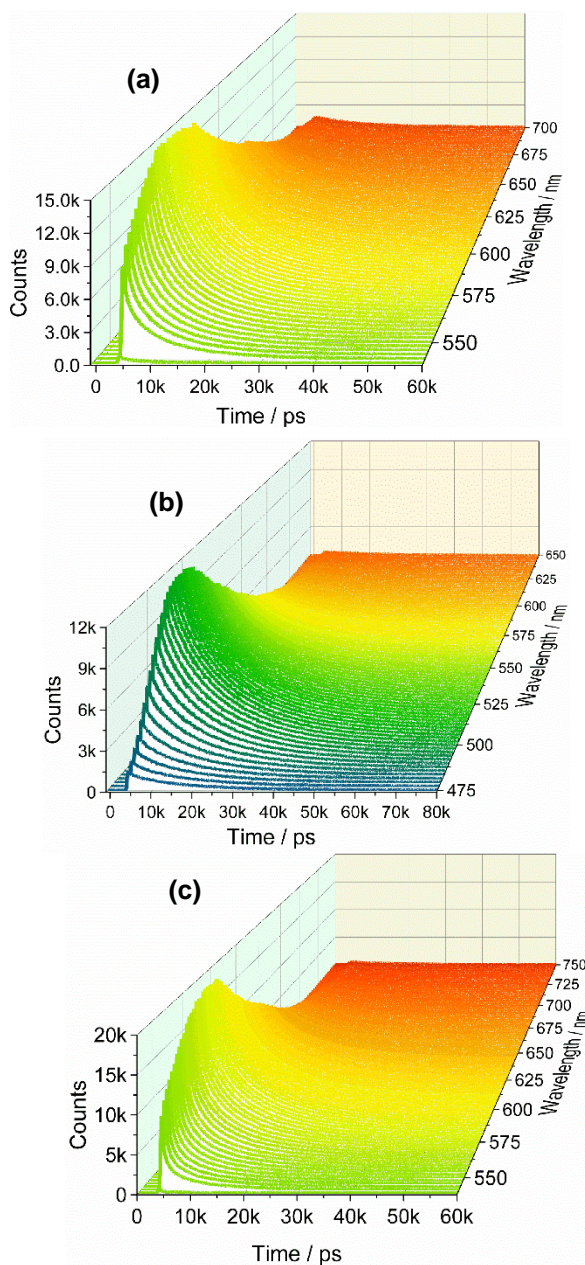 (a)
15.0k
12.0k
9.0k
6.0k
3.0k
0.0
Counts
0 10k 20k 30k 40k 50k 60k
Time / ps
700
675
650
625
600
575
550
Wavelength / nm
(b)
12k
9k
6k
3k
0
Counts
0 10k 20k 30k 40k 50k 60k 70k 80k
Time / ps
650
625
600
575
550
525
500
475
Wavelength / nm
(c)
20k
15k
10k
5k
0
Counts
0 10k 20k 30k 40k 50k 60k
Time / ps
750
725
700
675
650
625
600
575
550
Wavelength / nm